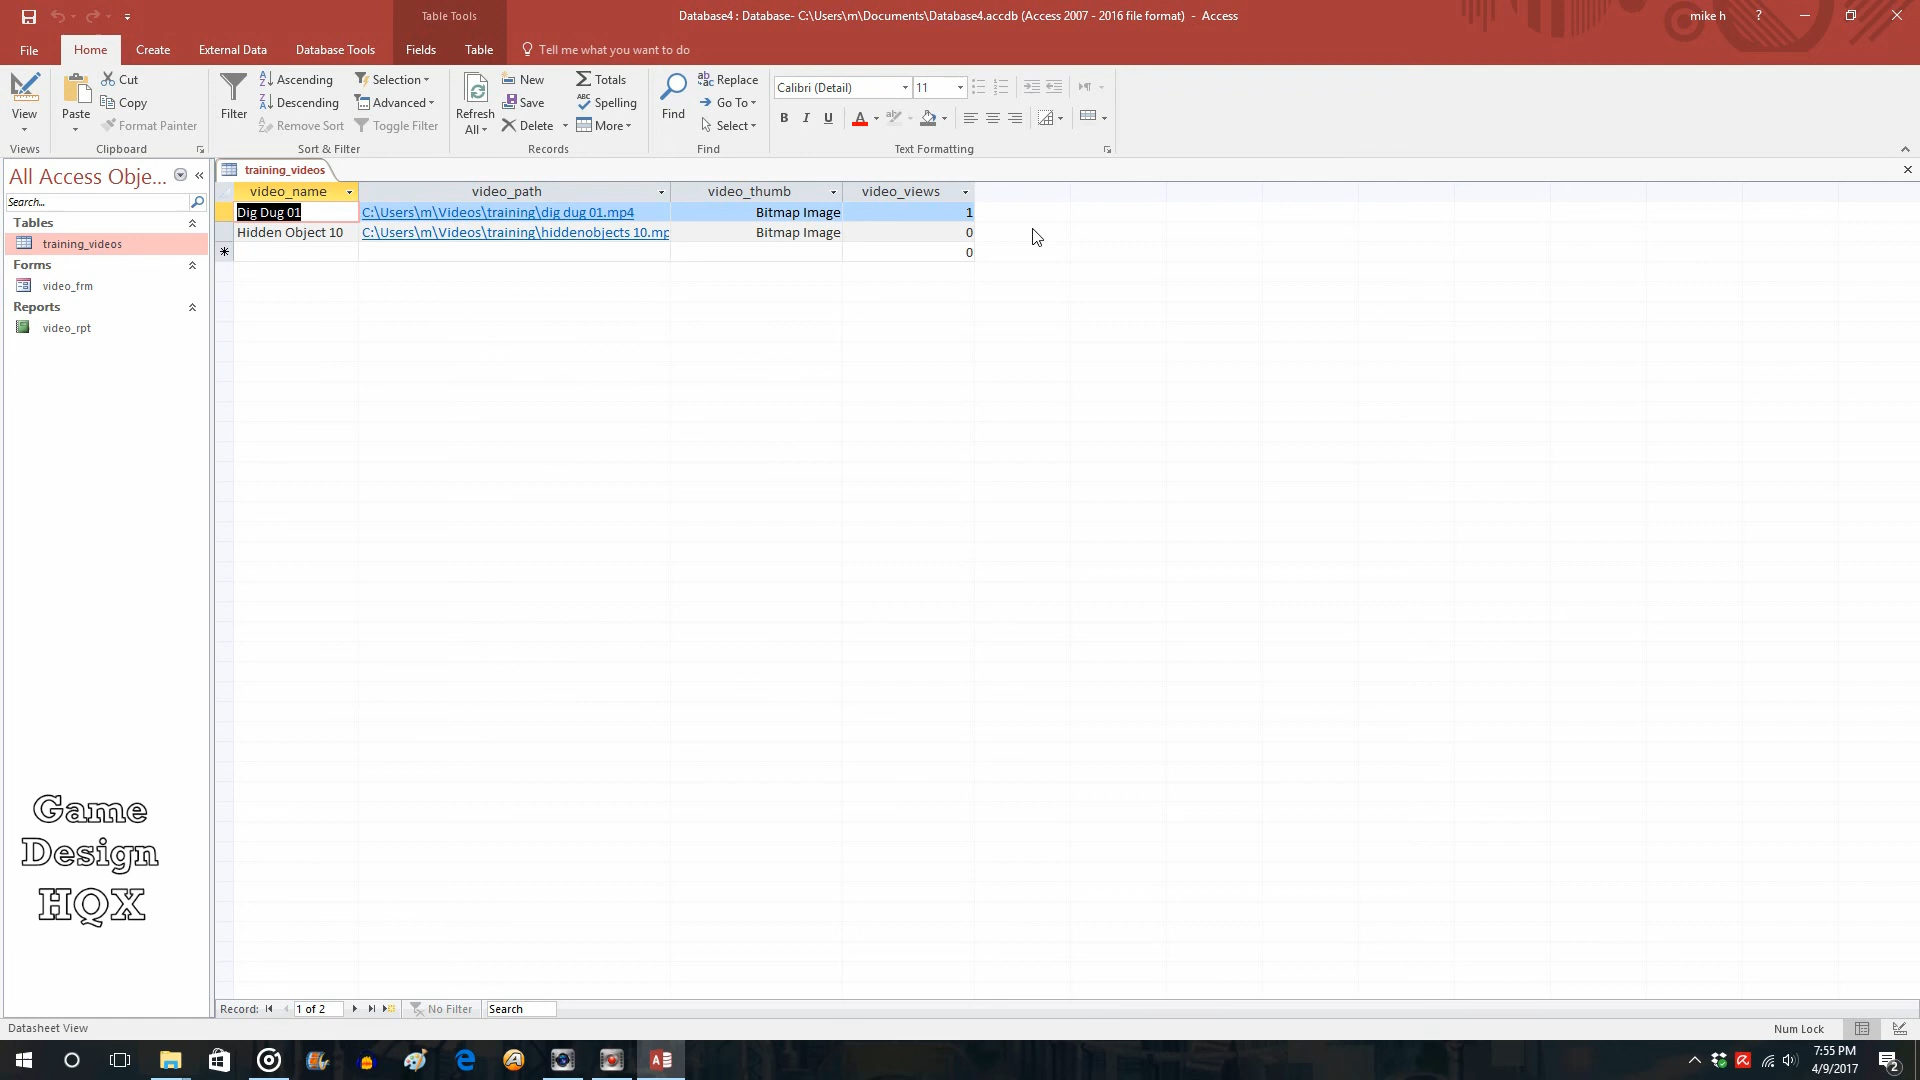 Table Tools
Database4 : Database- C:\Users\m\Documents\Database4.accdb (Access 2007 - 2016 file format) - Access
mike h
?
File
Home
Create
External Data
Database Tools
Fields
Table
Tell me what you want to do
View
Views
Paste
Cut
Copy
Format Painter
Clipboard
Filter
Ascending
Descending
Remove Sort
Selection
Advanced
Toggle Filter
Sort & Filter
Refresh
All
New
Save
Delete
Totals
Spelling
More
Records
Find
Replace
Go To
Select
Find
Calibri (Detail)
11
B I U
Text Formatting
All Access Obje...
Search...
Tables
training_videos
Forms
video_frm
Reports
video_rpt
training_videos
video_name video_path video_thumb video_views
Dig Dug 01 C:\Users\m\Videos\training\dig dug 01.mp4 Bitmap Image 1
Hidden Object 10 C:\Users\m\Videos\training\hiddenobjects 10.mp Bitmap Image 0
0
Game
Design
HQX
Record: 1 of 2 No Filter Search
Datasheet View
Num Lock
7:55 PM
4/9/2017
2